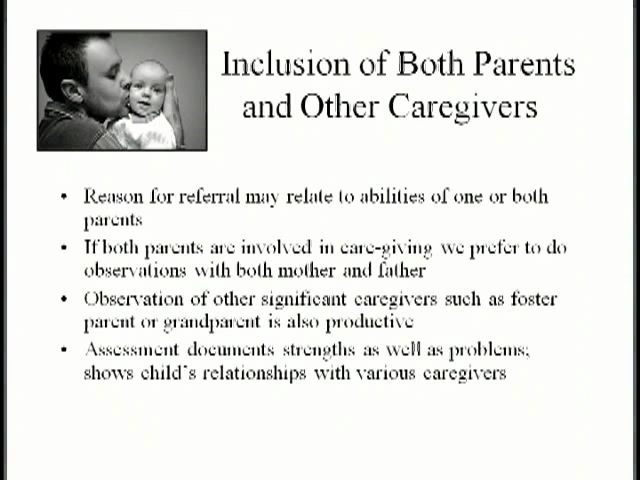 Inclusion of Both Parents
and Other Caregivers
• Reason for referral may relate to abilities of one or both
parents
• If both parents are involved in care-giving we prefer to do
observations with both mother and father
• Observation of other significant caregivers such as foster
parent or grandparent is also productive
• Assessment documents strengths as well as problems;
shows child's relationships with various caregivers